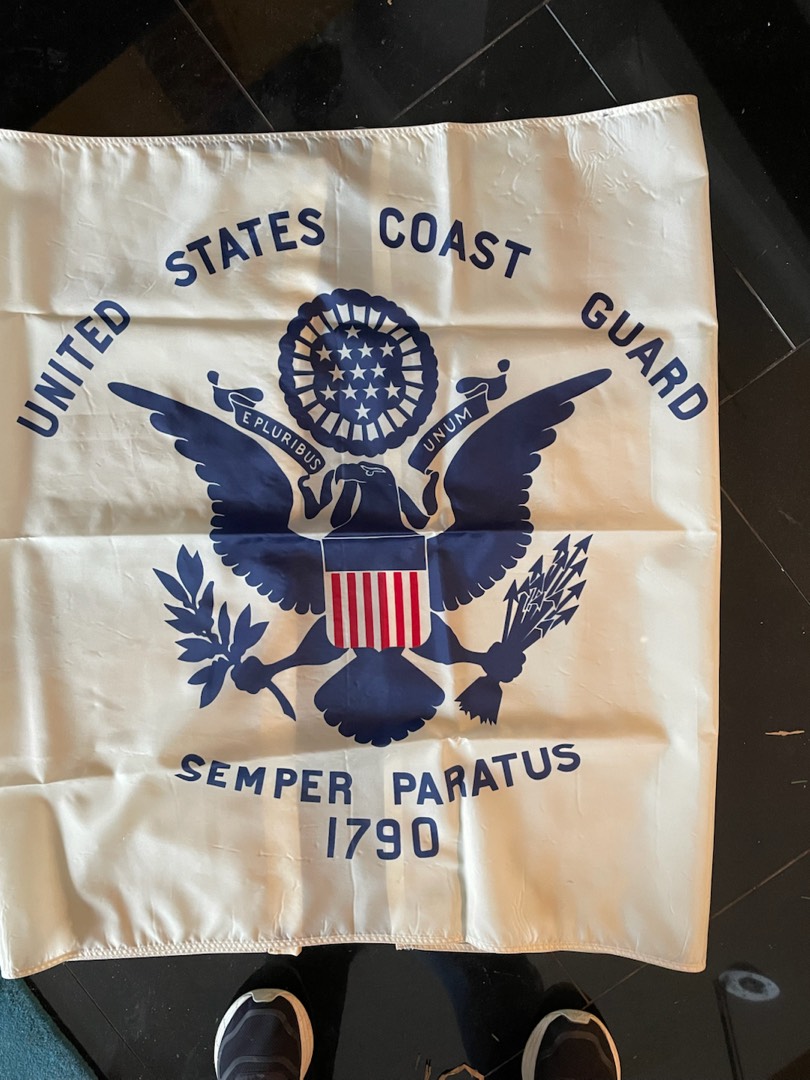 UNITED STATES COAST GUARD
E PLURIBUS UNUM
SEMPER PARATUS
1790